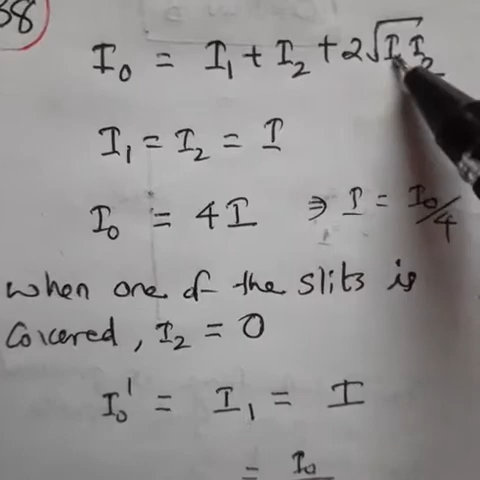 38
I₀ = I₁ + I₂ + 2√I I₂
I₁ = I₂ = I
I₀ = 4I ⇒ I = I₀/4
when one of the slits is
Covered, I₂ = 0
I₀' = I₁ = I
= I₀